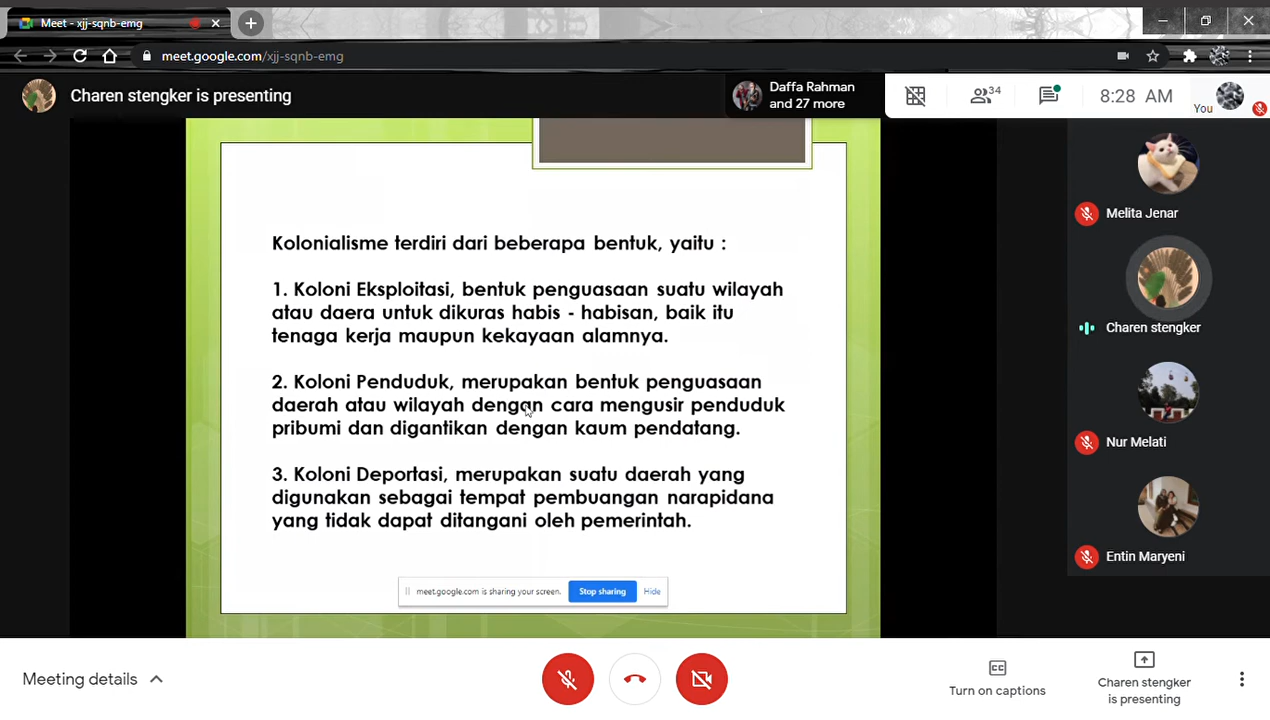 Meet - xjj-sqnb-emg
meet.google.com/xjj-sqnb-emg
Charen stengker is presenting
Daffa Rahman
and 27 more
34
8:28 AM
You
Kolonialisme terdiri dari beberapa bentuk, yaitu :
1. Koloni Eksploitasi, bentuk penguasaan suatu wilayah
atau daera untuk dikuras habis - habisan, baik itu
tenaga kerja maupun kekayaan alamnya.
2. Koloni Penduduk, merupakan bentuk penguasaan
daerah atau wilayah dengan cara mengusir penduduk
pribumi dan digantikan dengan kaum pendatang.
3. Koloni Deportasi, merupakan suatu daerah yang
digunakan sebagai tempat pembuangan narapidana
yang tidak dapat ditangani oleh pemerintah.
meet.google.com is sharing your screen.
Stop sharing
Hide
Melita Jenar
Charen stengker
Nur Melati
Entin Maryeni
Meeting details
CC
Turn on captions
Charen stengker
is presenting